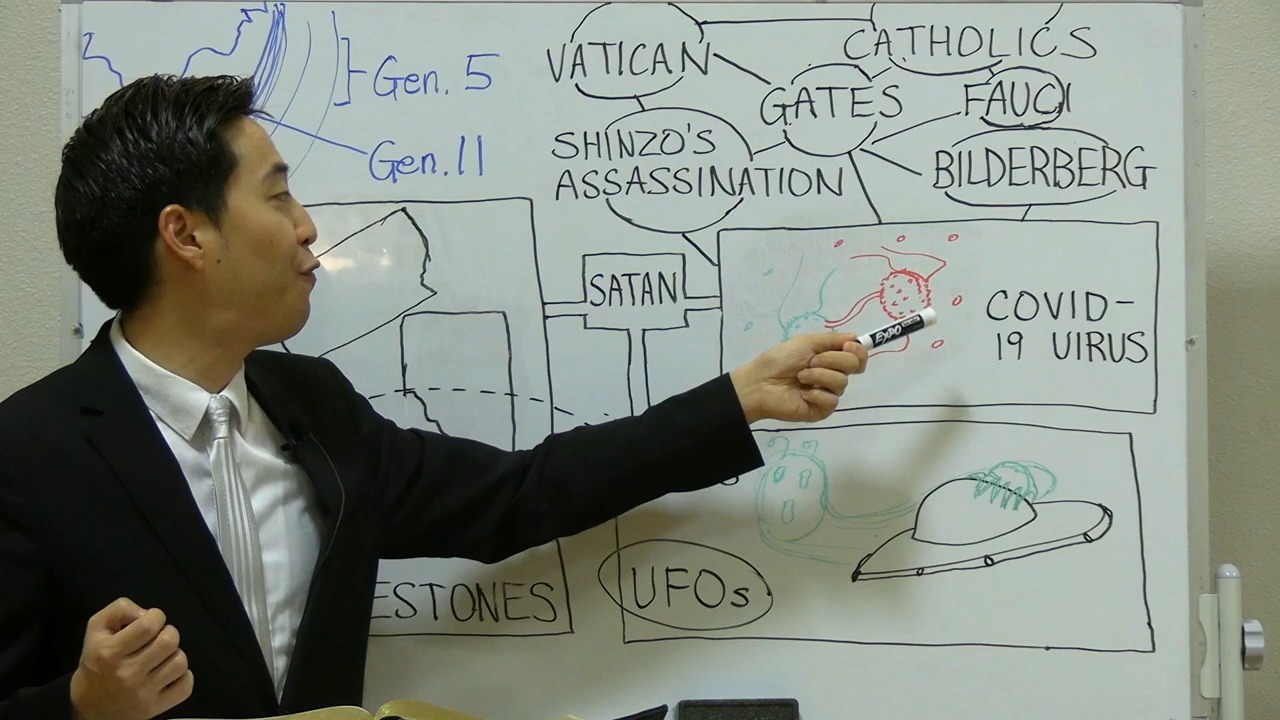 Gen. 5
Gen. 11
VATICAN
CATHOLICS
GATES
FAUCI
SHINZO'S
ASSASSINATION
BILDERBERG
SATAN
COVID-
19 VIRUS
EXPO
ESTONES
UFOs